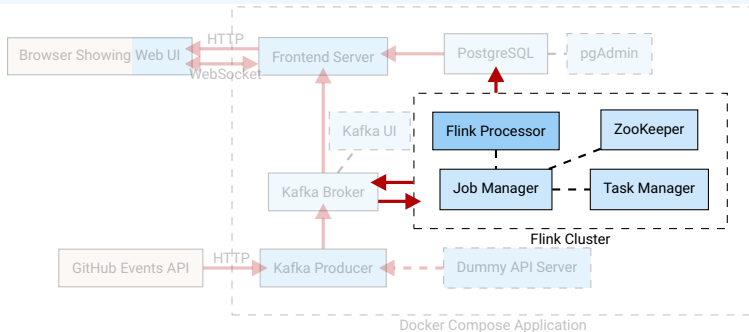 HTTP
Browser Showing Web UI
WebSocket
Frontend Server
PostgreSQL
pgAdmin
Kafka UI
Flink Processor
ZooKeeper
Kafka Broker
Job Manager
Task Manager
Flink Cluster
GitHub Events API
HTTP
Kafka Producer
Dummy API Server
Docker Compose Application